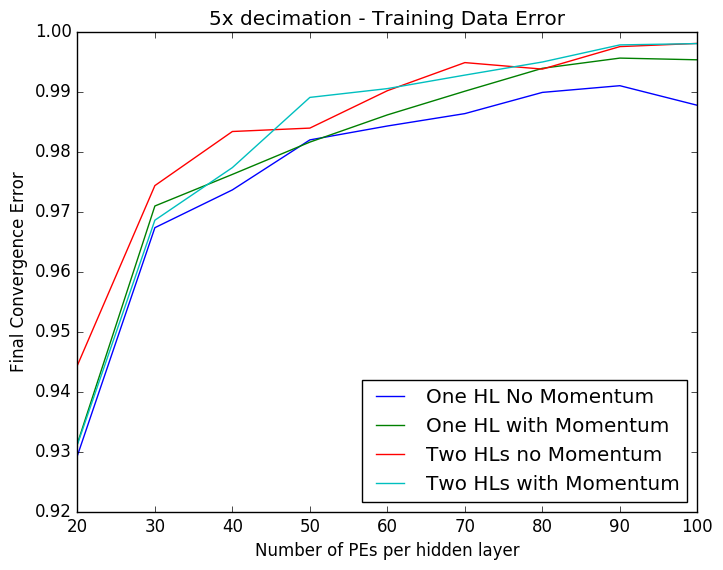 5x decimation - Training Data Error
Final Convergence Error
1.00
0.99
0.98
0.97
0.96
0.95
0.94
0.93
0.92
20 30 40 50 60 70 80 90 100
Number of PEs per hidden layer
One HL No Momentum
One HL with Momentum
Two HLs no Momentum
Two HLs with Momentum